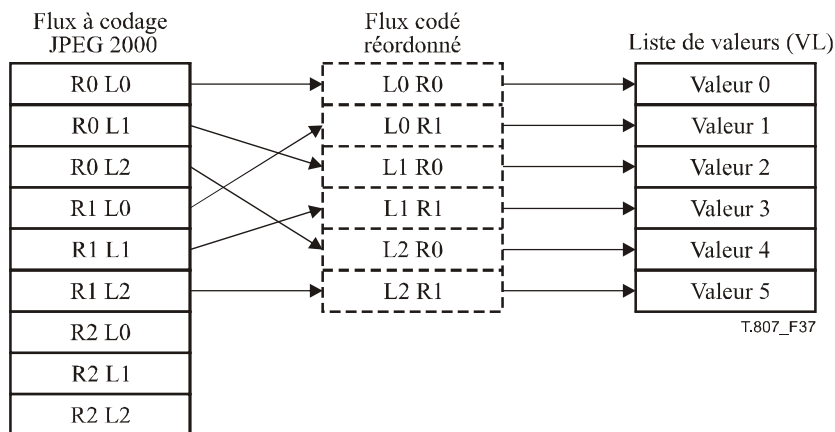 Flux à codage
JPEG 2000
R0 L0
R0 L1
R0 L2
R1 L0
R1 L1
R1 L2
R2 L0
R2 L1
R2 L2
Flux codé
réordonné
L0 R0
L0 R1
L1 R0
L1 R1
L2 R0
L2 R1
Liste de valeurs (VL)
Valeur 0
Valeur 1
Valeur 2
Valeur 3
Valeur 4
Valeur 5
T.807_F37